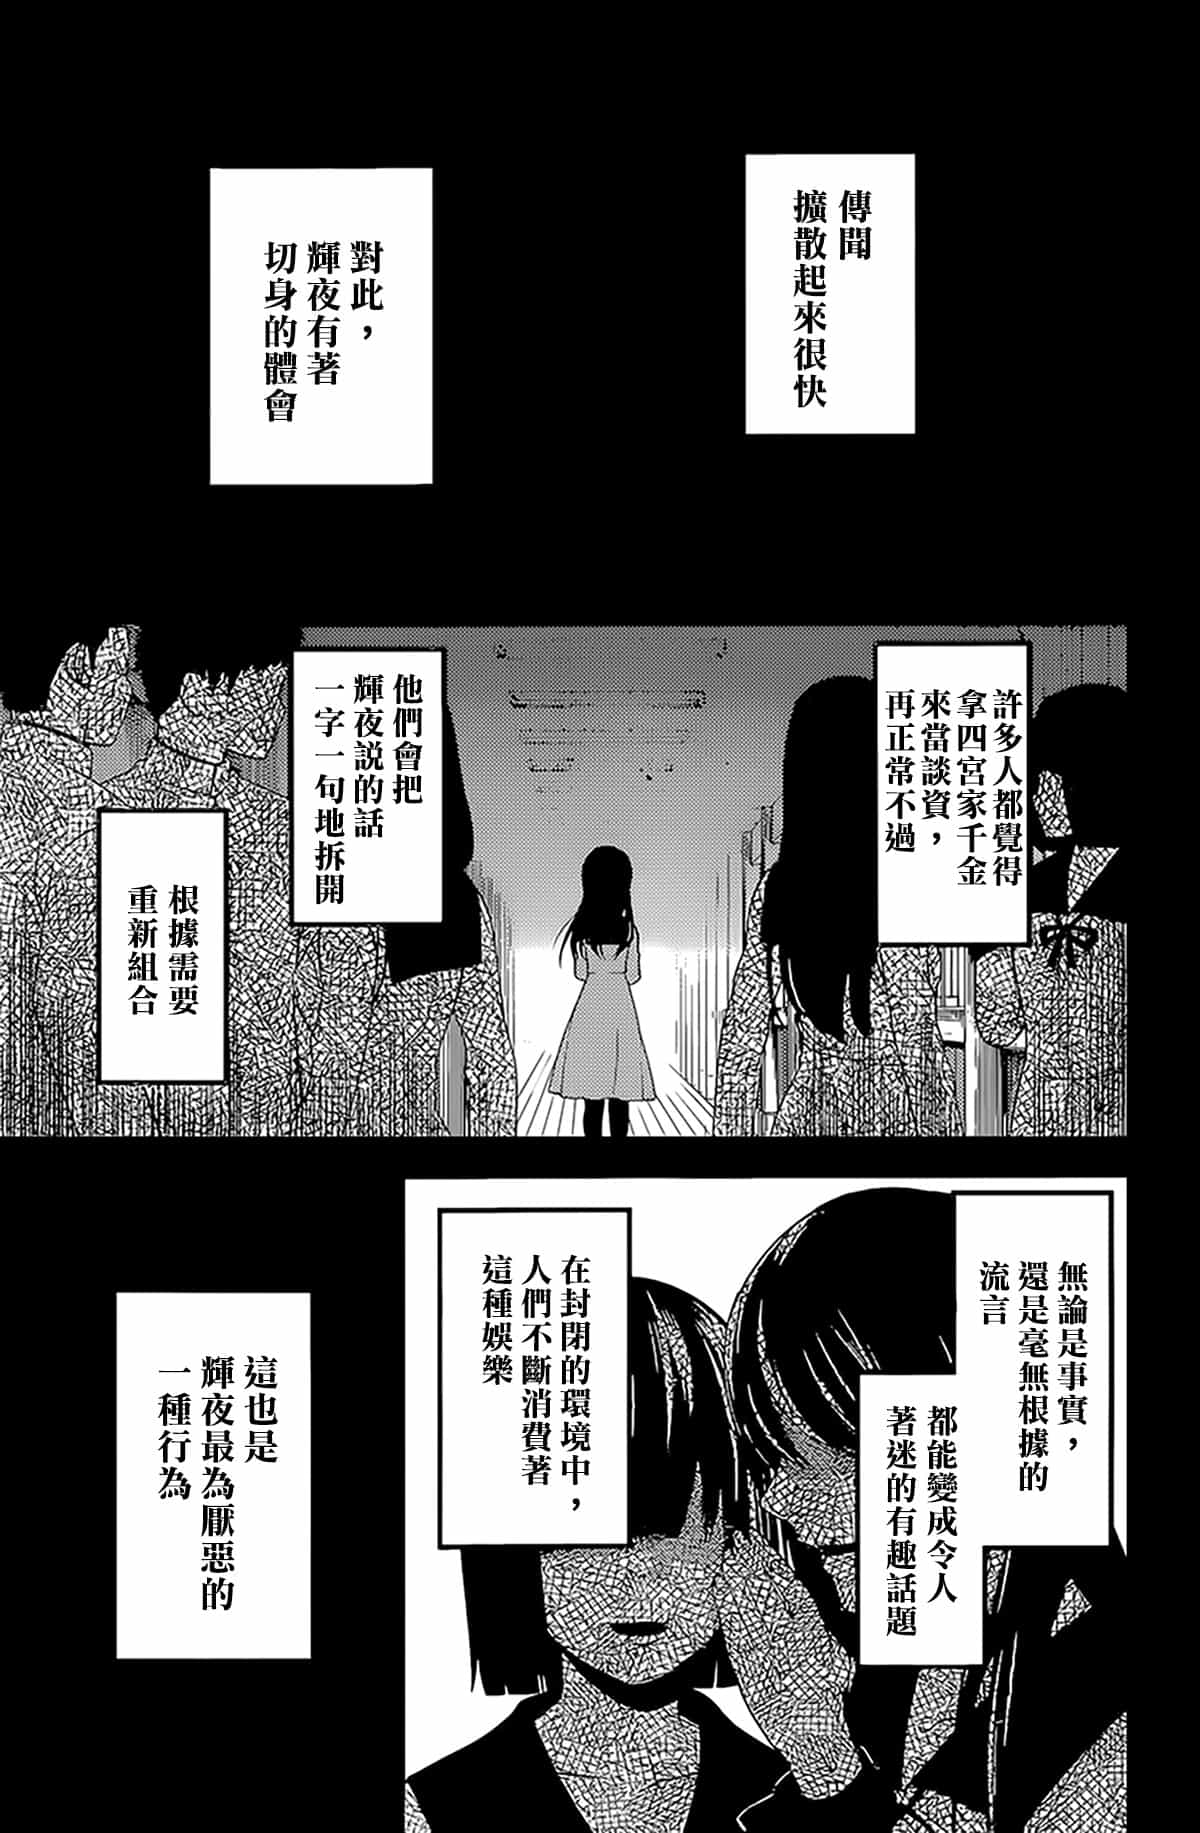 傳聞
擴散起來很快
對此，
輝夜有著
切身的體會
許多人都覺得
拿四宮家千金
來當談資，
再正常不過
他們會把
輝夜說的話
一字一句地拆開
根據需要
重新組合
無論是事實，
還是毫無根據的
流言
都能變成令人
著迷的有趣話題
在封閉的環境中，
人們不斷消費著
這種娛樂
這也是
輝夜最為厭惡的
一種行為